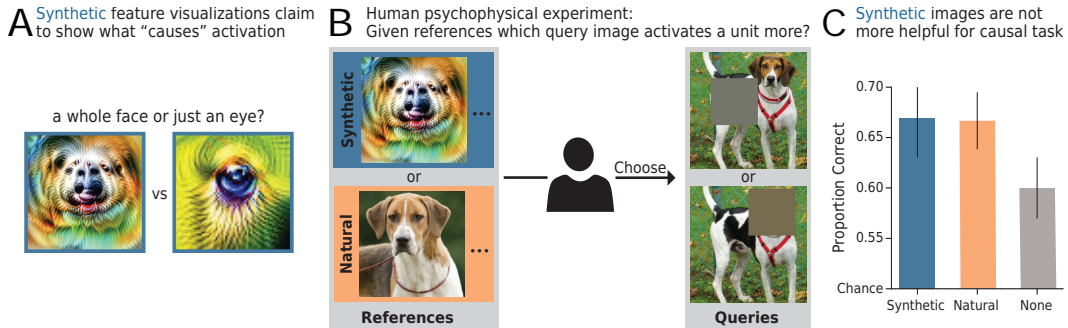 A Synthetic feature visualizations claim
to show what “causes” activation
a whole face or just an eye?
vs
B Human psychophysical experiment:
Given references which query image activates a unit more?
Synthetic
...
or
Natural
...
References
Choose
or
Queries
C Synthetic images are not
more helpful for causal task
Proportion Correct
0.70
0.65
0.60
0.55
Chance
Synthetic Natural None